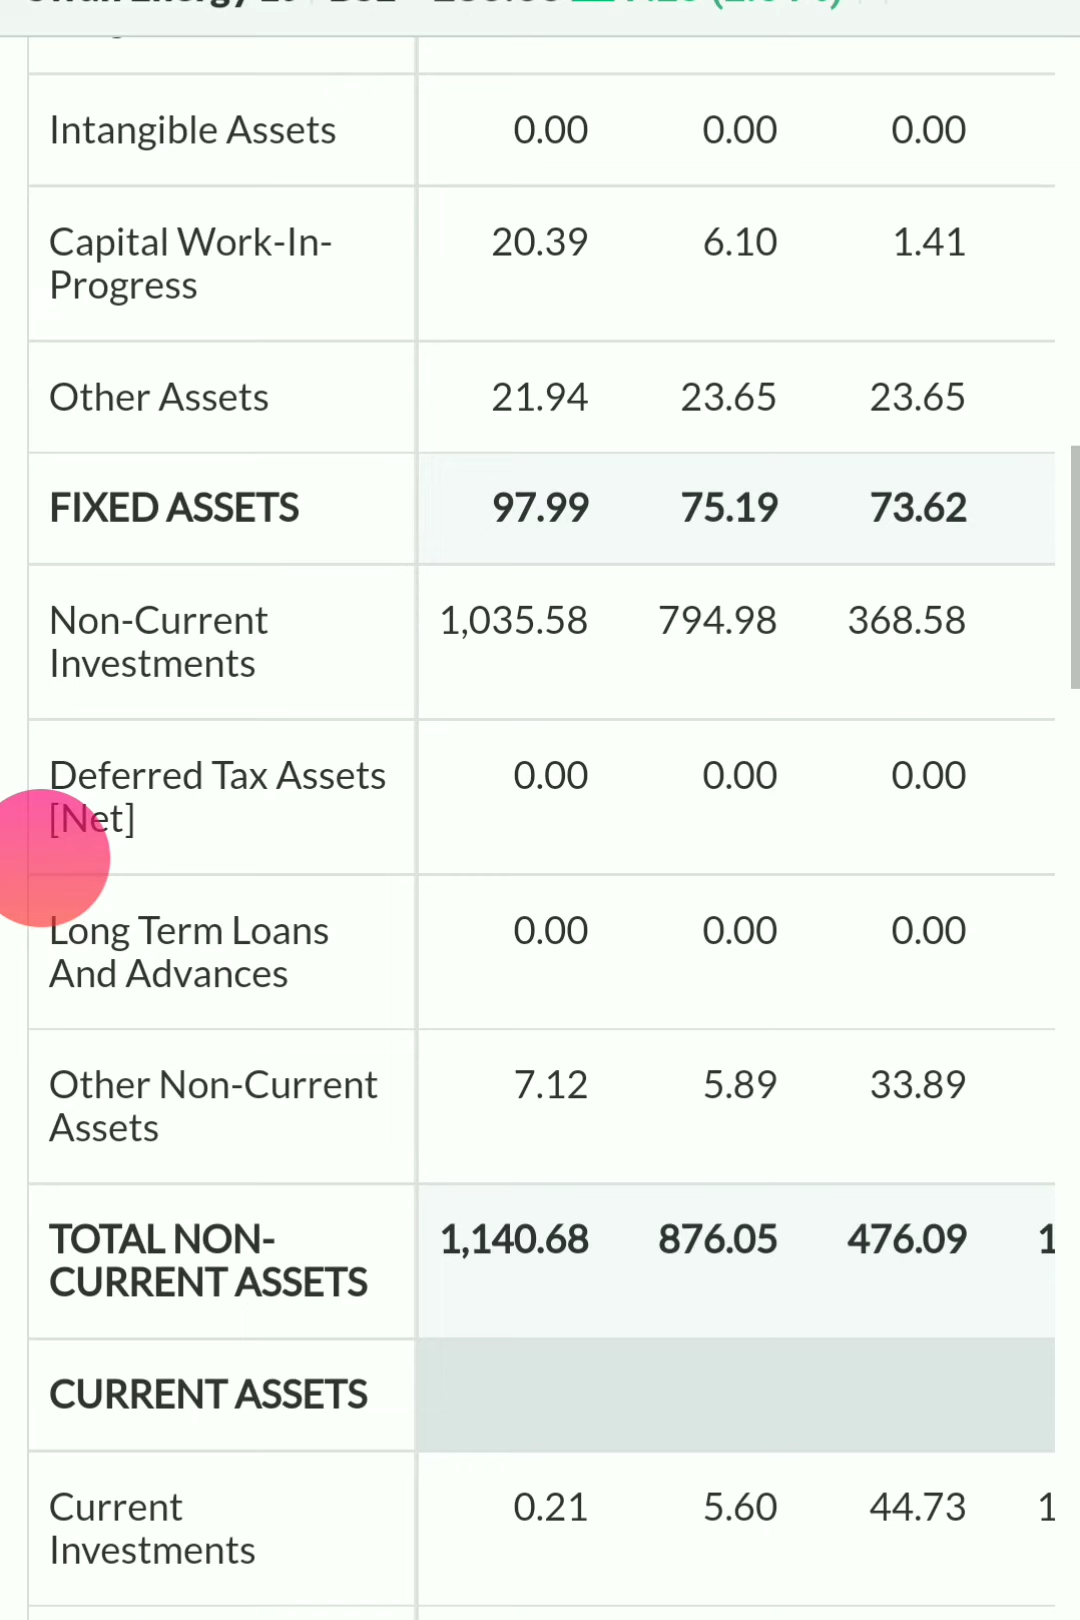 Intangible Assets 0.00 0.00 0.00
Capital Work-In- 20.39 6.10 1.41
Progress
Other Assets 21.94 23.65 23.65
FIXED ASSETS 97.99 75.19 73.62
Non-Current 1,035.58 794.98 368.58
Investments
Deferred Tax Assets 0.00 0.00 0.00
[Net]
Long Term Loans 0.00 0.00 0.00
And Advances
Other Non-Current 7.12 5.89 33.89
Assets
TOTAL NON- 1,140.68 876.05 476.09 1
CURRENT ASSETS
CURRENT ASSETS
Current 0.21 5.60 44.73 1
Investments